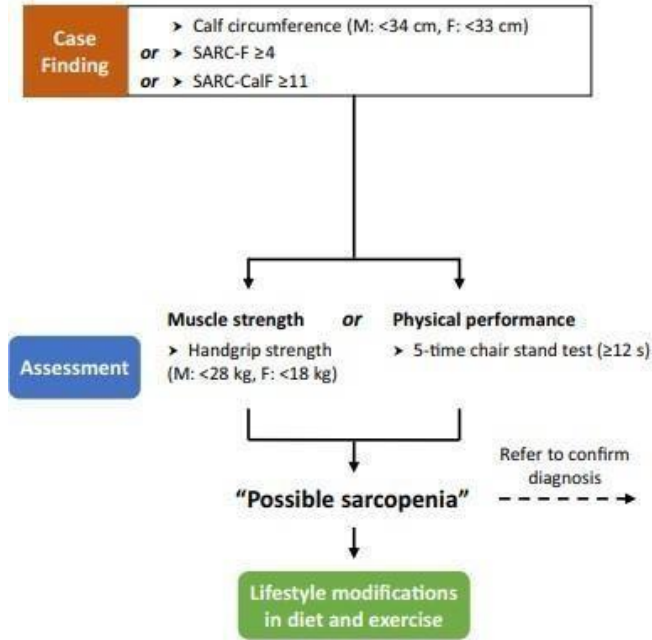 Case
Finding
➤ Calf circumference (M: <34 cm, F: <33 cm)
or ➤ SARC-F ≥4
or ➤ SARC-CalF ≥11
Muscle strength or Physical performance
➤ Handgrip strength
(M: <28 kg, F: <18 kg)
➤ 5-time chair stand test (≥12 s)
Assessment
Refer to confirm
diagnosis
“Possible sarcopenia”
Lifestyle modifications
in diet and exercise